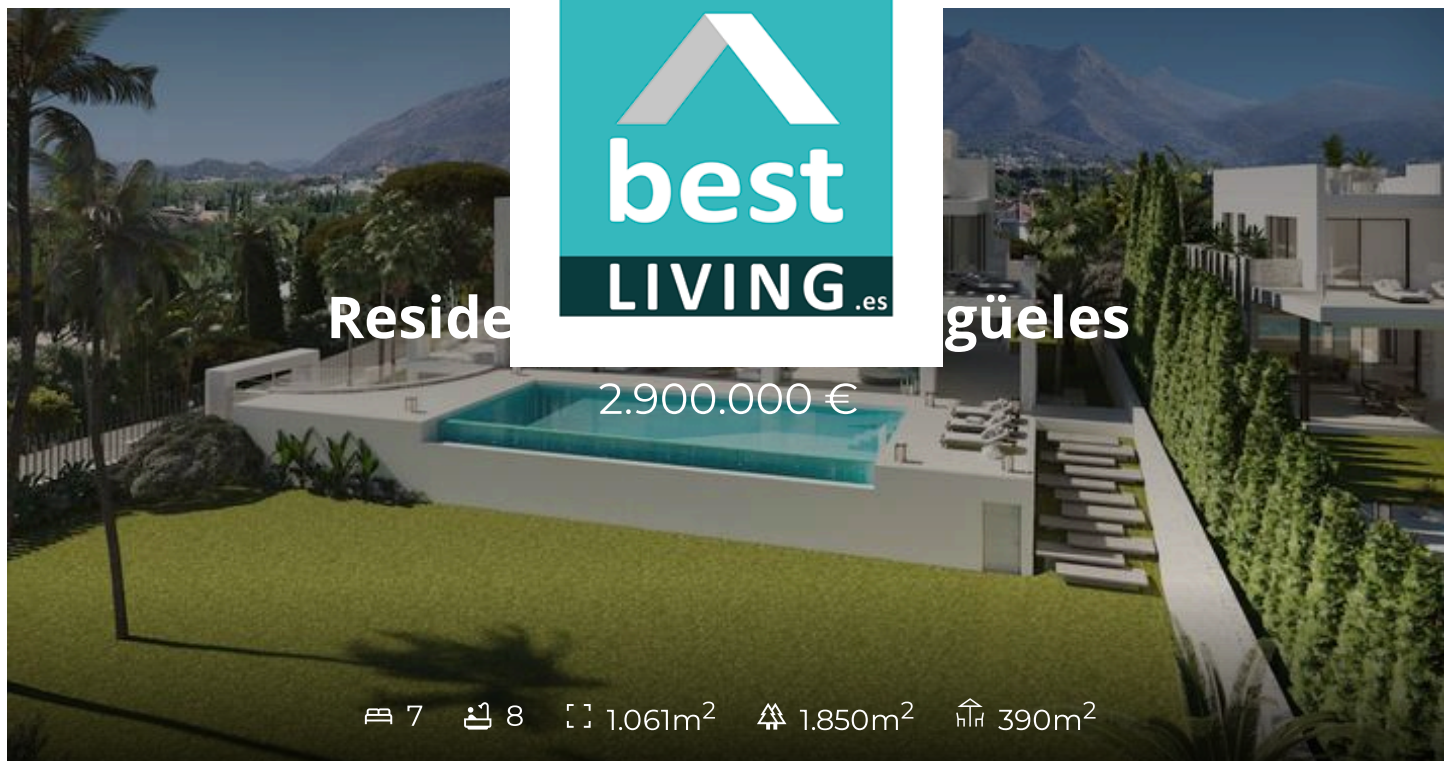 best
LIVING.es
Reside güeles
2.900.000 €
7 8 1.061m² 1.850m² 390m²